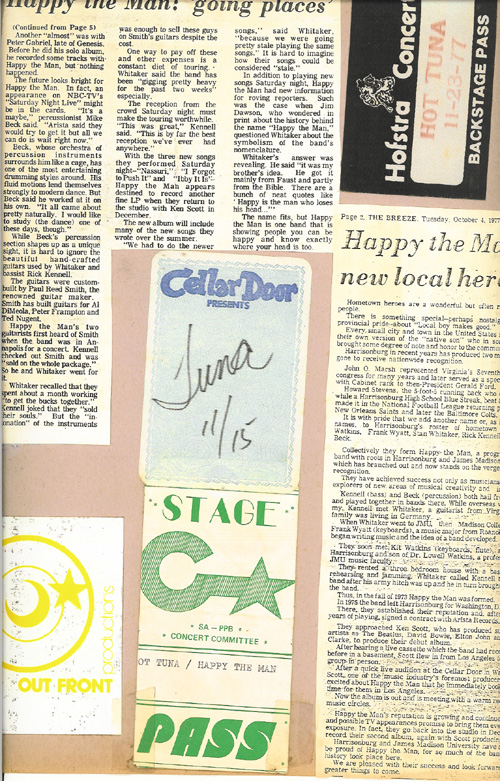 Happy the Man: 'going places'
(Continued from Page 5)
Another "almost" was with
Peter Gabriel, late of Genesis.
Before he did his solo album,
he recorded some tracks with
Happy the Man, but nothing
happened.
The future looks bright for
Happy the Man. In fact, an
appearance on NBC-TV's
"Saturday Night Live" might
be in the cards. "It's a
maybe," percussionist Mike
Beck said. "Arista said they
would try to get it but all we
can do is wait right now."
Beck, whose orchestra of
percussion instruments
surrounds him like a cage, has
one of the most entertaining
drumming styles around. His
fluid motions lend themselves
strongly to modern dance. But
Beck said he worked at it on
his own. "It all came about
pretty naturally. I would like
to study (the dance) one of
these days, though."
While Beck's percussion
section shapes up as a unique
sight, it is hard to ignore the
beautiful hand-crafted
guitars used by Whitaker and
bassist Rick Kennell.
The guitars were custom-
built by Paul Reed Smith, the
renowned guitar maker.
Smith has built guitars for Al
DiMeola, Peter Frampton and
Ted Nugent.
Happy the Man's two
guitarists first heard of Smith
when the band was in An-
napolis for a concert. Kennell
checked out Smith and was
"sold on the whole package."
So he and Whitaker went for
it.
Whitaker recalled that they
spent about a month working
to get the bucks together."
Kennell joked that they "sold
their souls." But the "in-
onation" of the instruments
was enough to sell these guys
on Smith's guitars despite the
cost.
One way to pay off these
and other expenses is a
constant diet of touring.
Whitaker said the band has
been "gigging pretty heavy
for the past two weeks"
especially.
The reception from the
crowd Saturday night must
make the touring worthwhile.
"This was great," Kennell
said. "This is by far the best
reception we've ever had
anywhere."
With the three new songs
they performed Saturday
night—"Nassuri," "I Forgot
to Push It" and "Ibby It Is"—
Happy the Man appears
destined to record another
fine LP when they return to
the studio with Ken Scott in
December.
The new album will include
many of the new songs they
wrote over the summer.
"We had to do the newer
songs," said Whitaker,
"because we were going
pretty stale playing the same
songs." It is hard to imagine
how their songs could be
considered "stale."
In addition to playing new
songs Saturday night, Happy
the Man had new information
for roving reporters. Such
was the case when Jim
Dawson, who wondered in
print about the history behind
the name "Happy the Man,"
questioned Whitaker about the
symbolism of the band's
nomenclature.
Whitaker's answer was
revealing. He said "it was my
brother's idea. He got it
mainly from Faust and partly
from the Bible. There are a
bunch of neat quotes like
'Happy is the man who loses
his head.'"
The name fits, but Happy
the Man is one band that is
showing people you can be
happy and know exactly
where your head is too.
Hofstra Concer
HOT TUNA
BACKSTAGE PASS
Cellar Door
PRESENTS
Tuna
11/15
STAGE
C
SA - PPB
CONCERT COMMITTEE
OT TUNA / HAPPY THE MAN
PASS
OUT FRONT
productions
Page 2, THE BREEZE, Tuesday, October 4, 1977
Happy the Ma
new local her
Hometown heroes are a wonderful but often
people.
There is something special—perhaps nostalg
provincial pride—about "Local boy makes good."
Every small city and town in the United States
their own version of the "native son" who in so
brought some degree of note and honor to the commu
Harrisonburg in recent years has produced two
gone to receive nationwide recognition.
John O. Marsh represented Virginia's Seventh
congress for many years and later served as a spe
with Cabinet rank to then-President Gerald Ford.
Howard Stevens, the 5-foot-5 running back who
while a Harrisonburg High School Blue Streak, beat
made it in the National Football League returning
New Orleans Saints and later the Baltimore Colts.
It is with pride that we add another name or, as
names, to Harrisonburg's roster of hometown
Watkins, Frank Wyatt, Stan Whitaker, Rick Kennell
Beck.
Collectively they form Happy the Man, a progr
band with roots in Harrisonburg and James Madison
which has branched out and now stands on the verge
recognition.
They have achieved success not only as musicians
explorers of new areas of musical creativity and
Kennell (bass) and Beck (percussion) both hail fr
and played together in bands there. While overseas
my, Kennell met Whitaker, a guitarist from Virg
family was living in Germany.
When Whitaker went to JMU, then Madison Coll
Frank Wyatt (keyboards), a music major from Roano
began writing music and the idea of a band developed.
They soon met Kit Watkins (keyboards, flute),
Harrisonburg and son of Dr. Lowell Watkins, a profe
JMU music faculty.
They rented a three bedroom house with a ba
rehearsing and jamming. Whitaker called Kennell
band after his army hitch was up and he in turn broug
the band.
Thus, in the fall of 1973 Happy the Man was formed.
In 1975 the band left Harrisonburg for Washington, D
There, they established their reputation and, after
years of playing, signed a contract with Arista Records.
They approached Ken Scott, who has produced s
artists as The Beatles, David Bowie, Elton John a
Clarke, to produce their debut album.
After hearing a live cassette which the band had rec
before in a basement, Scott flew in from Los Angeles
group in person.
After a quick live audition at the Cellar Door in W
Scott, one of the music industry's foremost produce
excited about Happy the Man that he immediately boo
time for them in Los Angeles.
Now the album is out and is meeting with a warm re
music circles.
Happy the Man's reputation is growing and continu
and possible TV appearances promise to bring them eve
exposure. In fact, they go back into the studio in Dec
record their second album, again with Scott produci
Harrisonburg and James Madison University have
be proud of Happy the Man, for so much of the ban
history took place here.
We are pleased with their success and look forwar
greater things to come.